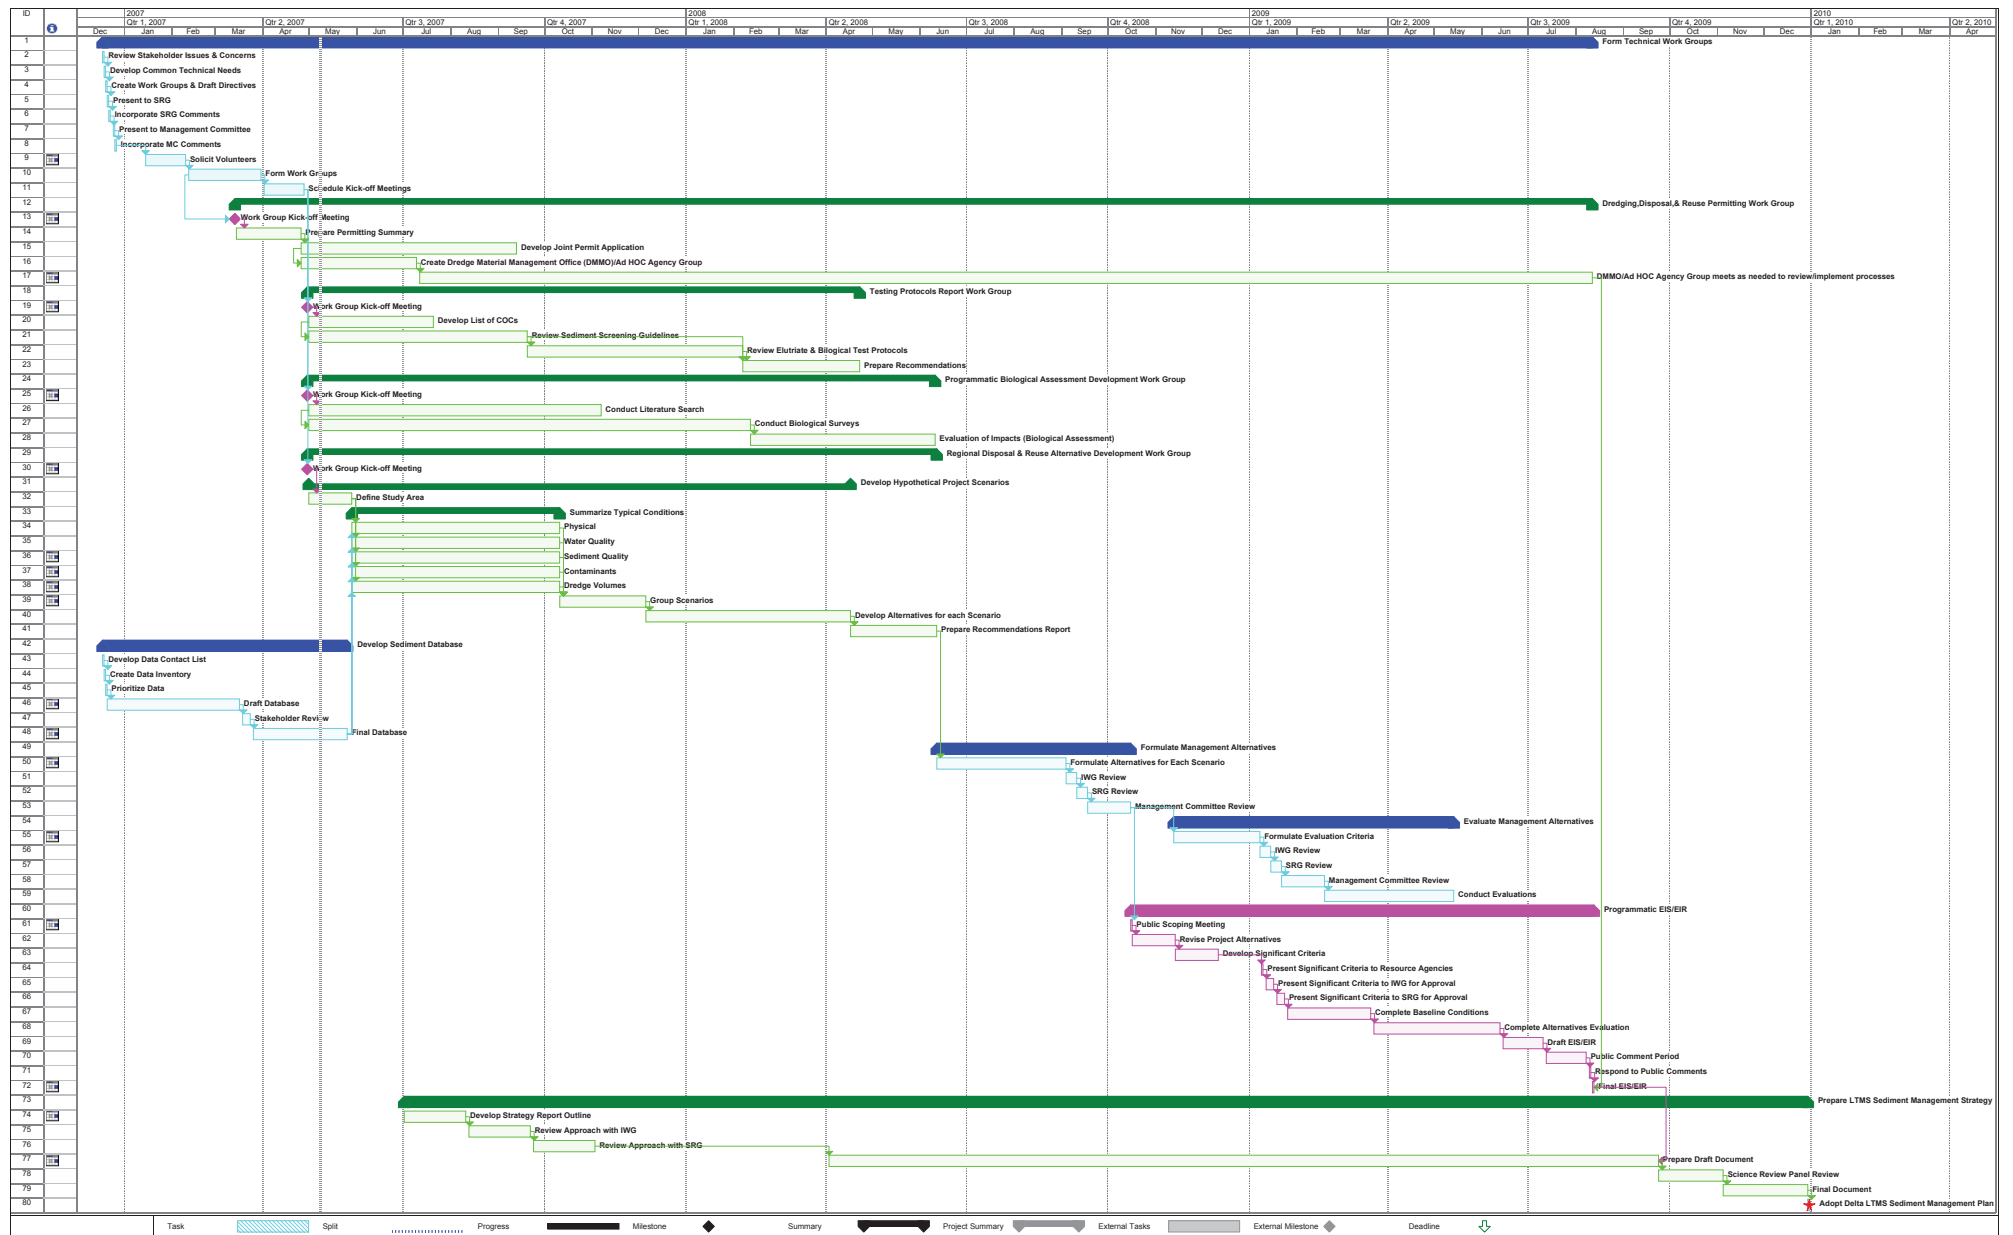 ID 2007 2008 2009 2010
Qtr 1, 2007 Qtr 2, 2007 Qtr 3, 2007 Qtr 4, 2007 Qtr 1, 2008 Qtr 2, 2008 Qtr 3, 2008 Qtr 4, 2008 Qtr 1, 2009 Qtr 2, 2009 Qtr 3, 2009 Qtr 4, 2009 Qtr 1, 2010 Qtr 2, 2010
Dec Jan Feb Mar Apr May Jun Jul Aug Sep Oct Nov Dec Jan Feb Mar Apr May Jun Jul Aug Sep Oct Nov Dec Jan Feb Mar Apr May Jun Jul Aug Sep Oct Nov Dec Jan Feb Mar Apr
1 Form Technical Work Groups
2 Review Stakeholder Issues & Concerns
3 Develop Common Technical Needs
4 Create Work Groups & Draft Directives
5 Present to SRG
6 Incorporate SRG Comments
7 Present to Management Committee
8 Incorporate MC Comments
9 Solicit Volunteers
10 Form Work Groups
11 Schedule Kick-off Meetings
12 Dredging,Disposal,& Reuse Permitting Work Group
13 Work Group Kick-off Meeting
14 Prepare Permitting Summary
15 Develop Joint Permit Application
16 Create Dredge Material Management Office (DMMO)/Ad HOC Agency Group
17 DMMO/Ad HOC Agency Group meets as needed to review/implement processes
18 Testing Protocols Report Work Group
19 Work Group Kick-off Meeting
20 Develop List of COCs
21 Review Sediment Screening Guidelines
22 Review Elutriate & Bilogical Test Protocols
23 Prepare Recommendations
24 Programmatic Biological Assessment Development Work Group
25 Work Group Kick-off Meeting
26 Conduct Literature Search
27 Conduct Biological Surveys
28 Evaluation of Impacts (Biological Assessment)
29 Regional Disposal & Reuse Alternative Development Work Group
30 Work Group Kick-off Meeting
31 Develop Hypothetical Project Scenarios
32 Define Study Area
33 Summarize Typical Conditions
34 Physical
35 Water Quality
36 Sediment Quality
37 Contaminants
38 Dredge Volumes
39 Group Scenarios
40 Develop Alternatives for each Scenario
41 Prepare Recommendations Report
42 Develop Sediment Database
43 Develop Data Contact List
44 Create Data Inventory
45 Prioritize Data
46 Draft Database
47 Stakeholder Review
48 Final Database
49 Formulate Management Alternatives
50 Formulate Alternatives for Each Scenario
51 IWG Review
52 SRG Review
53 Management Committee Review
54 Evaluate Management Alternatives
55 Formulate Evaluation Criteria
56 IWG Review
57 SRG Review
58 Management Committee Review
59 Conduct Evaluations
60 Programmatic EIS/EIR
61 Public Scoping Meeting
62 Revise Project Alternatives
63 Develop Significant Criteria
64 Present Significant Criteria to Resource Agencies
65 Present Significant Criteria to IWG for Approval
66 Present Significant Criteria to SRG for Approval
67 Complete Baseline Conditions
68 Complete Alternatives Evaluation
69 Draft EIS/EIR
70 Public Comment Period
71 Respond to Public Comments
72 Final EIS/EIR
73 Prepare LTMS Sediment Management Strategy
74 Develop Strategy Report Outline
75 Review Approach with IWG
76 Review Approach with SRG
77 Prepare Draft Document
78 Science Review Panel Review
79 Final Document
80 Adopt Delta LTMS Sediment Management Plan
Task Split Progress Milestone Summary Project Summary External Tasks External Milestone Deadline